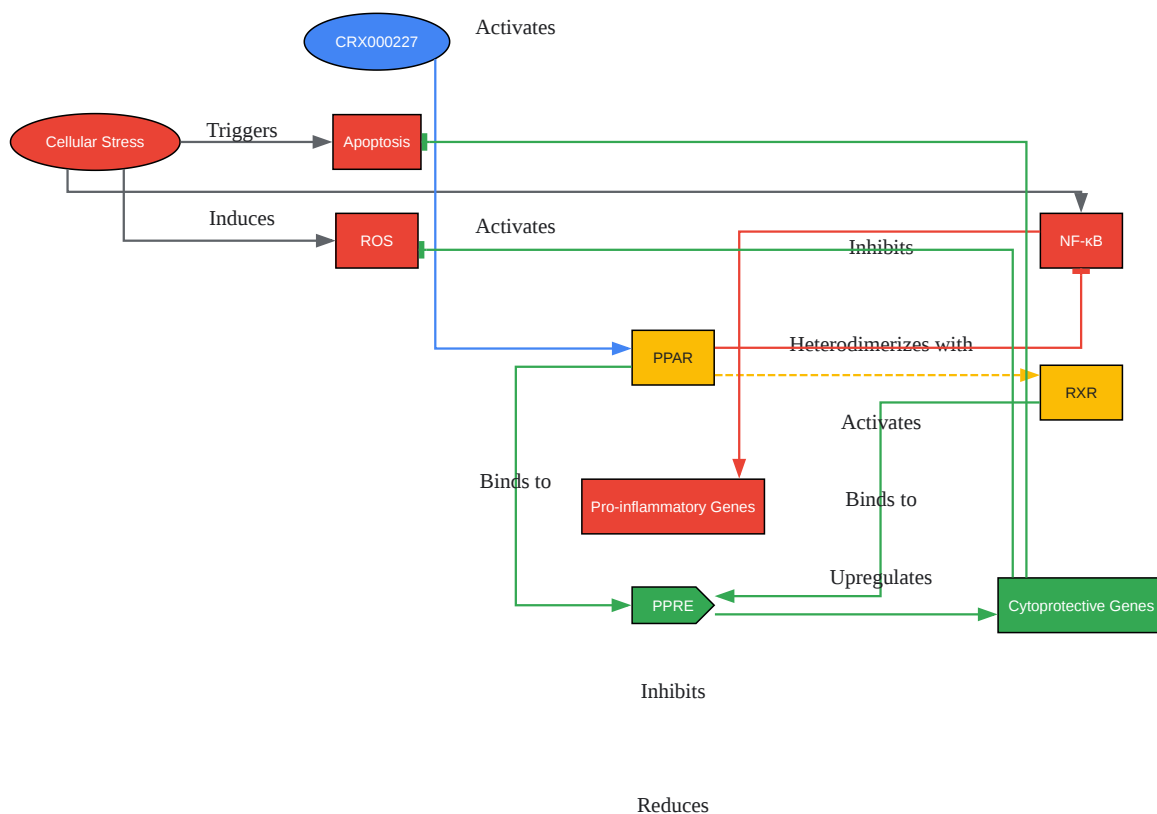 Activates
CRX000227
Triggers
Cellular Stress
Apoptosis
Induces
Activates
ROS
Inhibits
NF-κB
Heterodimerizes with
PPAR
RXR
Activates
Binds to
Pro-inflammatory Genes
Binds to
Upregulates
PPRE
Cytoprotective Genes
Inhibits
Reduces